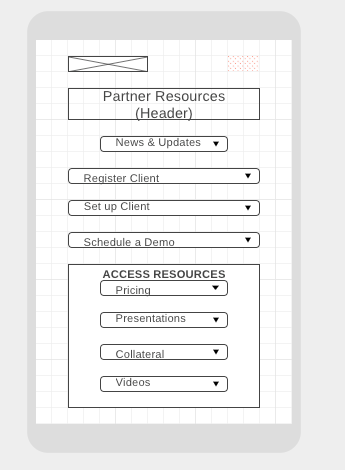 Partner Resources
(Header)
News & Updates
Register Client
Set up Client
Schedule a Demo
ACCESS RESOURCES
Pricing
Presentations
Collateral
Videos